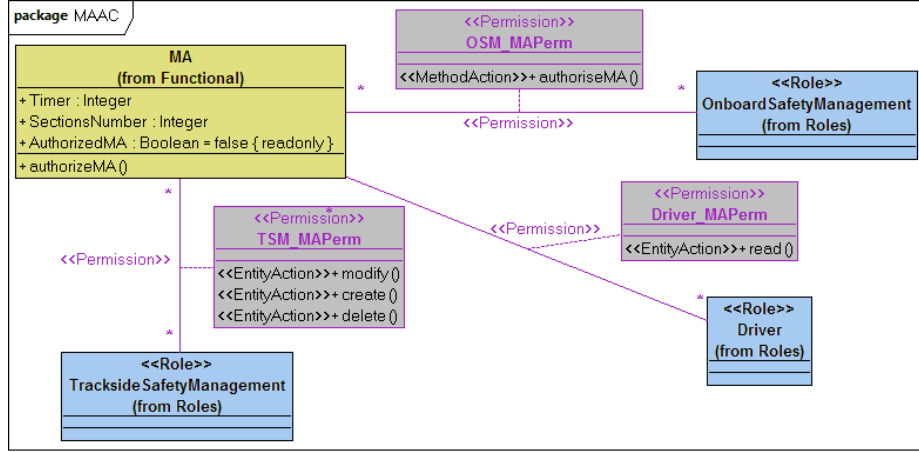 package MAAC
MA
(from Functional)
+ Timer : Integer
+ SectionsNumber : Integer
+ AuthorizedMA : Boolean = false { readonly }
+ authorizeMA ()
<<Permission>>
OSM_MAPerm
<<MethodAction>>+ authoriseMA ()
*
*
<<Permission>>
<<Role>>
OnboardSafetyManagement
(from Roles)
*
<<Permission>>
<<Permission>>
TSM_MAPerm
<<EntityAction>>+ modify ()
<<EntityAction>>+ create ()
<<EntityAction>>+ delete ()
*
<<Permission>>
<<Permission>>
Driver_MAPerm
<<EntityAction>>+ read ()
*
<<Role>>
Driver
(from Roles)
*
<<Role>>
TracksideSafetyManagement
(from Roles)